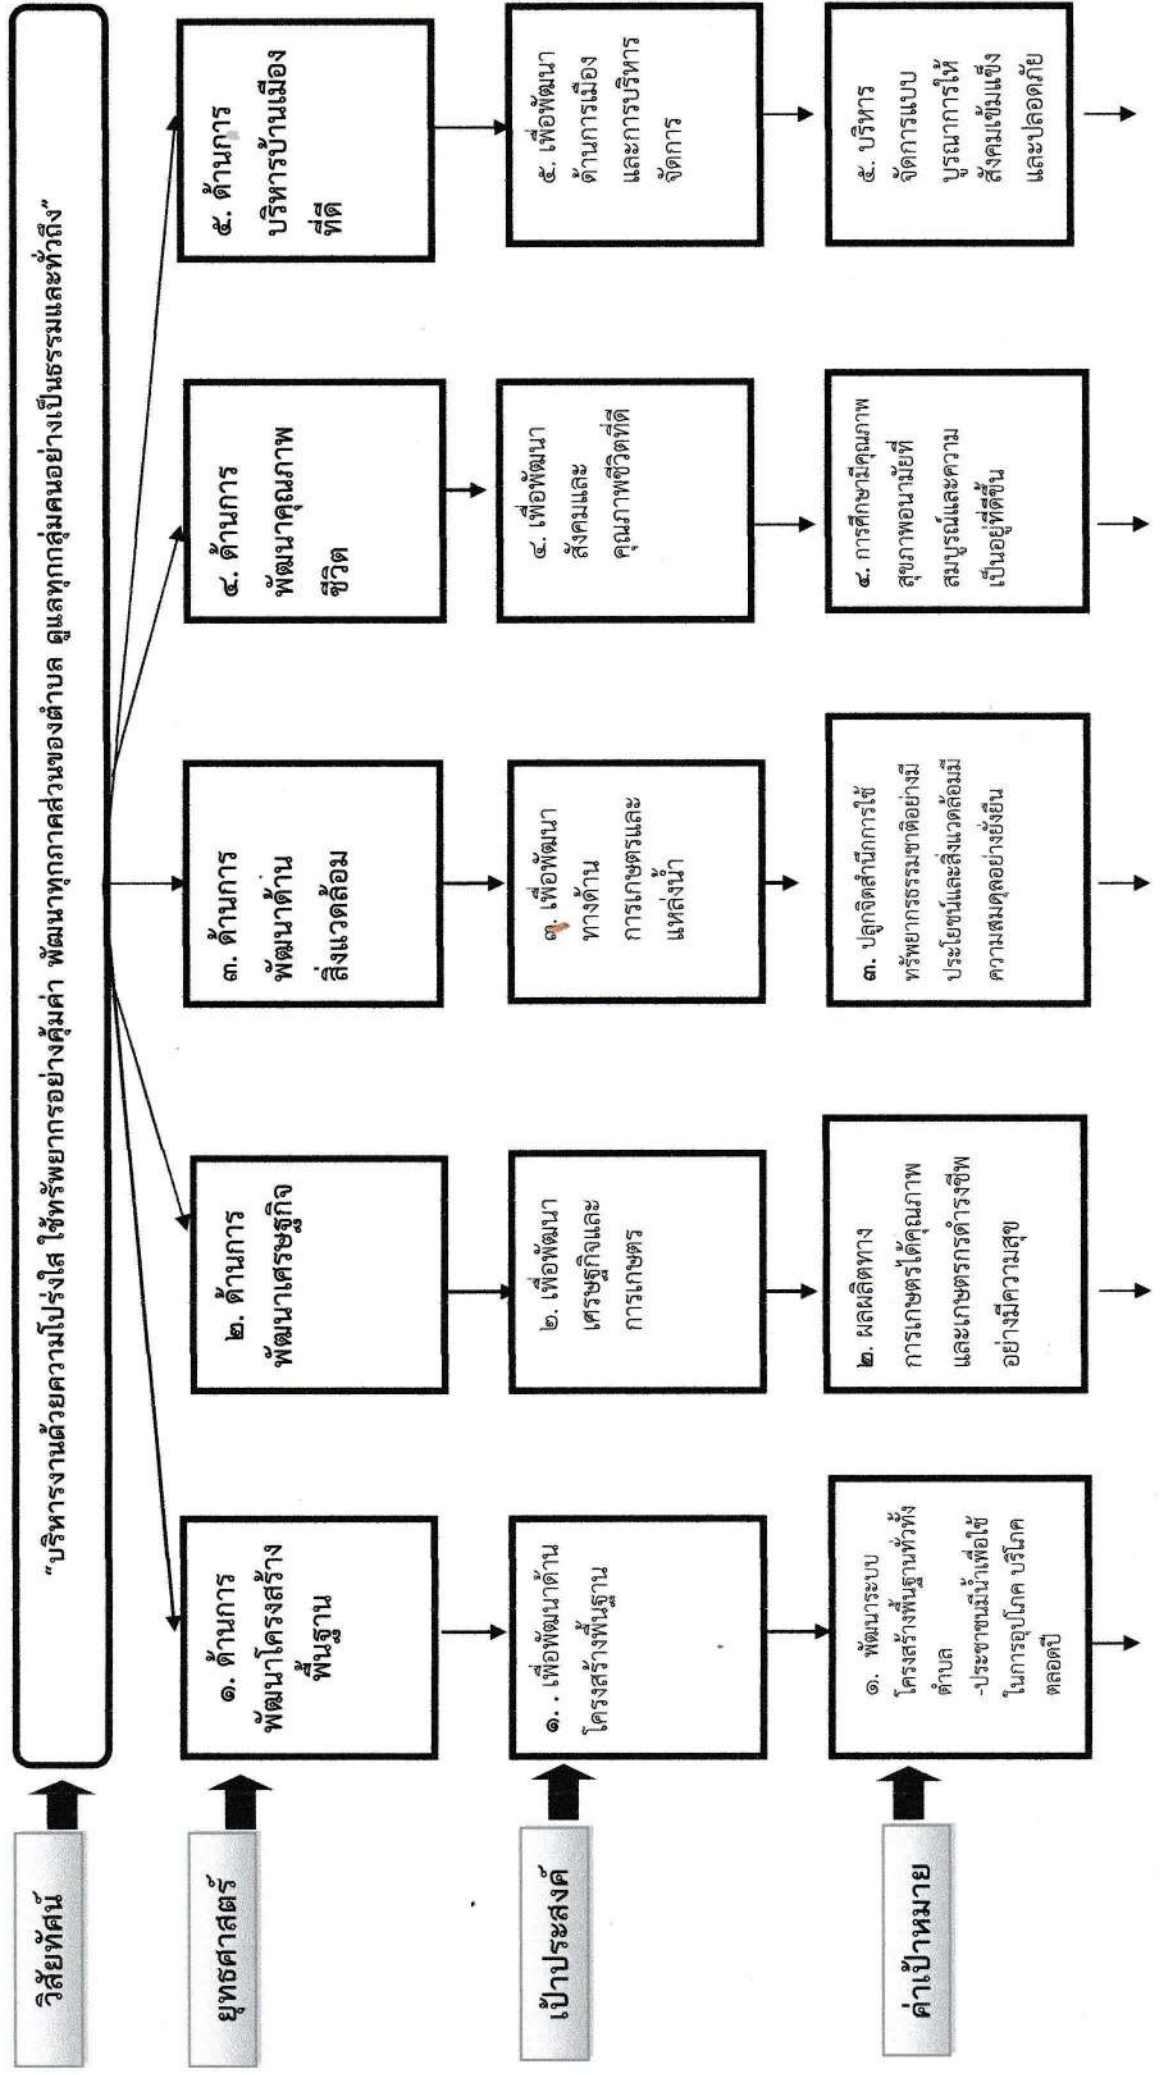 วิสัยทัศน์
“บริหารงานด้วยความโปร่งใส ใช้ทรัพยากรอย่างคุ้มค่า พัฒนาทุกภาคส่วนของตำบล ดูแลทุกกลุ่มคนอย่างเป็นธรรมและทั่วถึง”
ยุทธศาสตร์
๑. ด้านการ
พัฒนาโครงสร้าง
พื้นฐาน
๒. ด้านการ
พัฒนาเศรษฐกิจ
๓. ด้านการ
พัฒนาด้าน
สิ่งแวดล้อม
๔. ด้านการ
พัฒนาคุณภาพ
ชีวิต
๕. ด้านการ
บริหารบ้านเมือง
ที่ดี
เป้าประสงค์
๑. . เพื่อพัฒนาด้าน
โครงสร้างพื้นฐาน
๒. เพื่อพัฒนา
เศรษฐกิจและ
การเกษตร
๓. เพื่อพัฒนา
ทางด้าน
การเกษตรและ
แหล่งน้ำ
๔. เพื่อพัฒนา
สังคมและ
คุณภาพชีวิตที่ดี
๕. เพื่อพัฒนา
ด้านการเมือง
และการบริหาร
จัดการ
ค่าเป้าหมาย
๑. พัฒนาระบบ
โครงสร้างพื้นฐานทั่วทั้ง
ตำบล
-ประชาชนมีน้ำเพื่อใช้
ในการอุปโภค บริโภค
ตลอดปี
๒. ผลผลิตทาง
การเกษตรได้คุณภาพ
และเกษตรกรดำรงชีพ
อย่างมีความสุข
๓. ปลูกจิตสำนึกการใช้
ทรัพยากรธรรมชาติอย่างมี
ประโยชน์และสิ่งแวดล้อมมี
ความสมดุลอย่างยั่งยืน
๔. การศึกษามีคุณภาพ
สุขภาพอนามัยที่
สมบูรณ์และความ
เป็นอยู่ที่ดีขึ้น
๕. บริหาร
จัดการแบบ
บูรณาการให้
สังคมเข้มแข็ง
และปลอดภัย